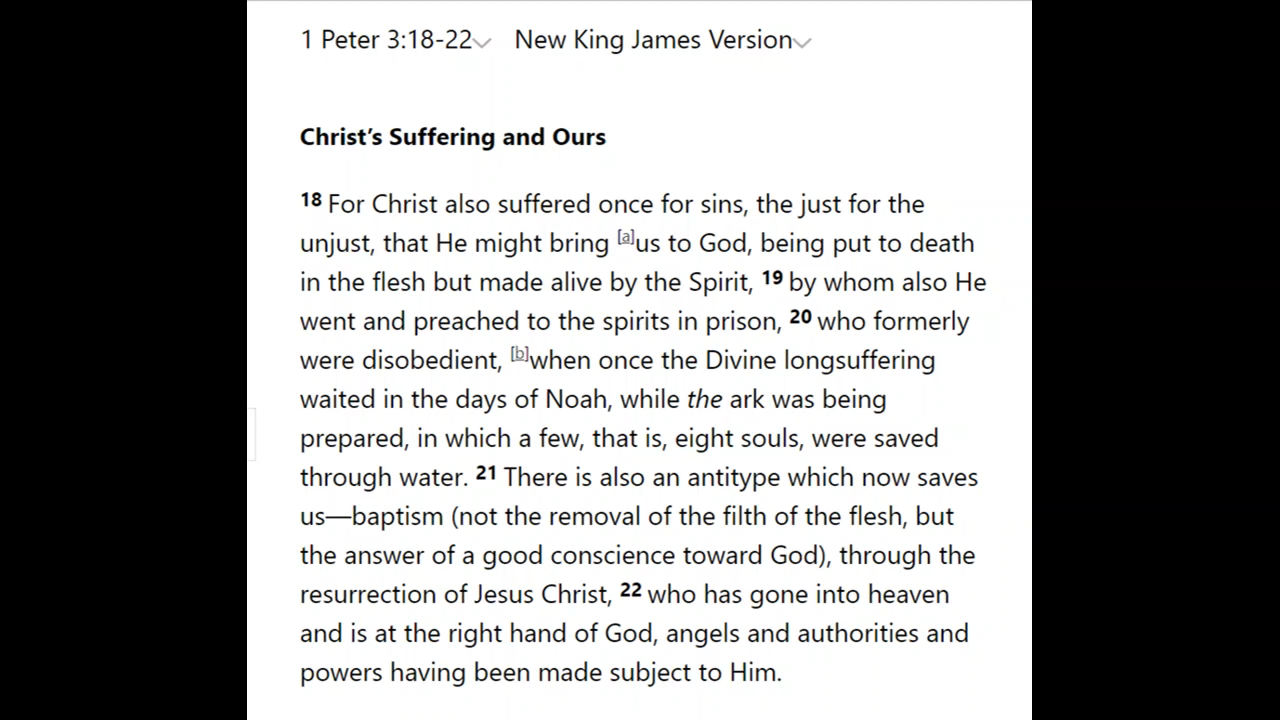 1 Peter 3:18-22 New King James Version
Christ’s Suffering and Ours
18 For Christ also suffered once for sins, the just for the
unjust, that He might bring [a]us to God, being put to death
in the flesh but made alive by the Spirit, 19 by whom also He
went and preached to the spirits in prison, 20 who formerly
were disobedient, [b]when once the Divine longsuffering
waited in the days of Noah, while the ark was being
prepared, in which a few, that is, eight souls, were saved
through water. 21 There is also an antitype which now saves
us—baptism (not the removal of the filth of the flesh, but
the answer of a good conscience toward God), through the
resurrection of Jesus Christ, 22 who has gone into heaven
and is at the right hand of God, angels and authorities and
powers having been made subject to Him.